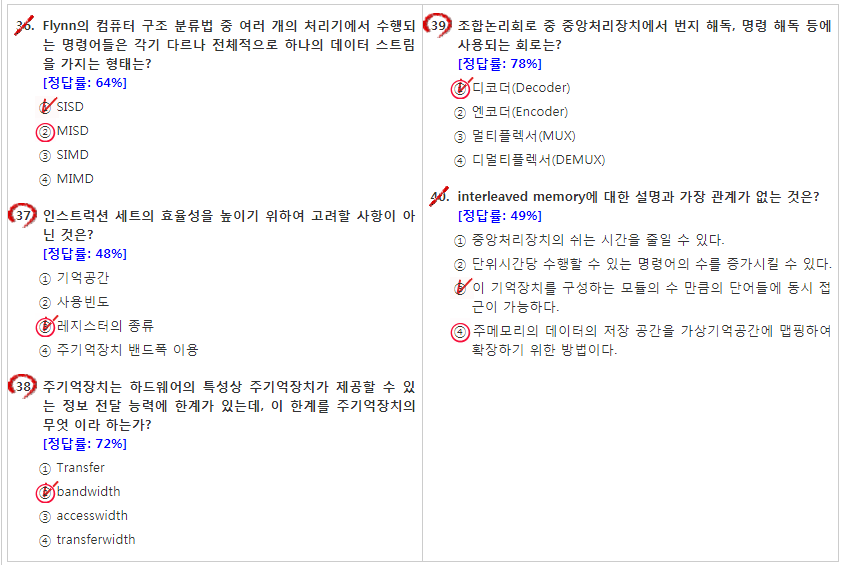 36. Flynn의 컴퓨터 구조 분류법 중 여러 개의 처리기에서 수행되
는 명령어들은 각기 다르나 전체적으로 하나의 데이터 스트림
을 가지는 형태는?
[정답률: 64%]
① SISD
② MISD
③ SIMD
④ MIMD
37. 인스트럭션 세트의 효율성을 높이기 위하여 고려할 사항이 아
닌 것은?
[정답률: 48%]
① 기억공간
② 사용빈도
③ 레지스터의 종류
④ 주기억장치 밴드폭 이용
38. 주기억장치는 하드웨어의 특성상 주기억장치가 제공할 수 있
는 정보 전달 능력에 한계가 있는데, 이 한계를 주기억장치의
무엇 이라 하는가?
[정답률: 72%]
① Transfer
② bandwidth
③ accesswidth
④ transferwidth
39. 조합논리회로 중 중앙처리장치에서 번지 해독, 명령 해독 등에
사용되는 회로는?
[정답률: 78%]
① 디코더(Decoder)
② 엔코더(Encoder)
③ 멀티플렉서(MUX)
④ 디멀티플렉서(DEMUX)
40. interleaved memory에 대한 설명과 가장 관계가 없는 것은?
[정답률: 49%]
① 중앙처리장치의 쉬는 시간을 줄일 수 있다.
② 단위시간당 수행할 수 있는 명령어의 수를 증가시킬 수 있다.
③ 이 기억장치를 구성하는 모듈의 수 만큼의 단어들에 동시 접
근이 가능하다.
④ 주메모리의 데이터의 저장 공간을 가상기억공간에 맵핑하여
확장하기 위한 방법이다.